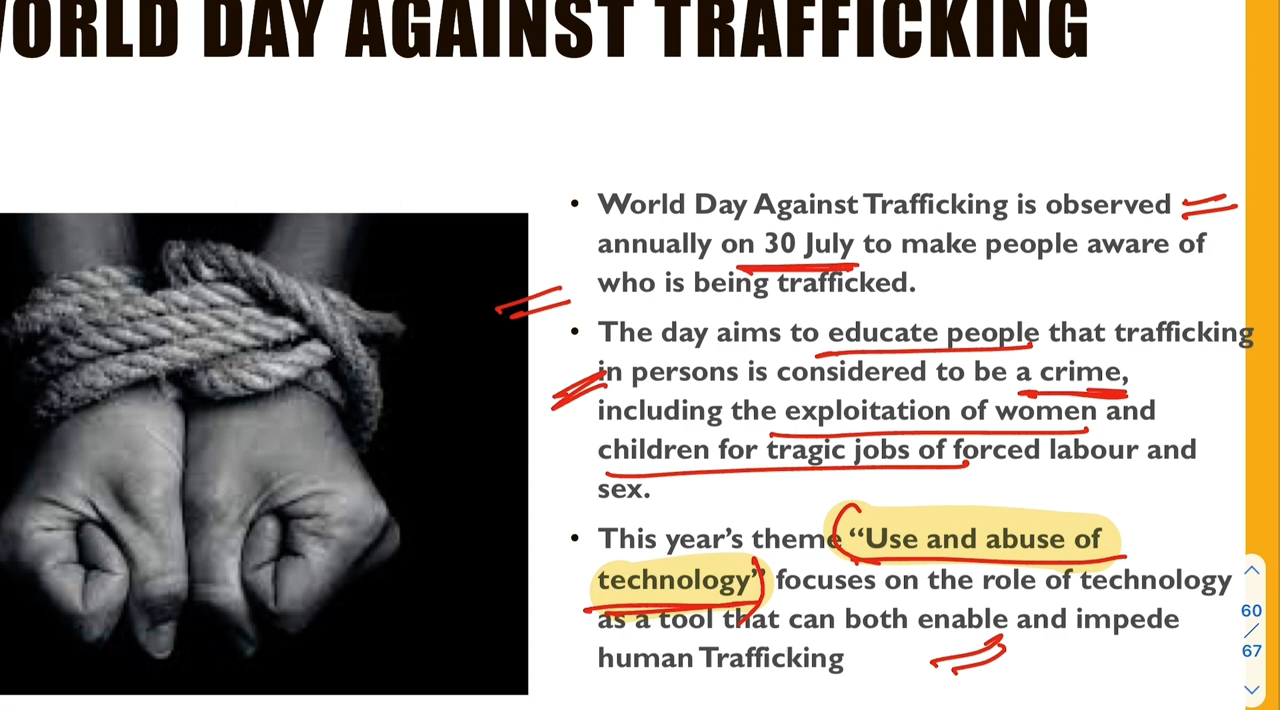 WORLD DAY AGAINST TRAFFICKING
• World Day Against Trafficking is observed
annually on 30 July to make people aware of
who is being trafficked.
• The day aims to educate people that trafficking
in persons is considered to be a crime,
including the exploitation of women and
children for tragic jobs of forced labour and
sex.
• This year's theme “Use and abuse of
technology” focuses on the role of technology
as a tool that can both enable and impede
human Trafficking
60
/
67